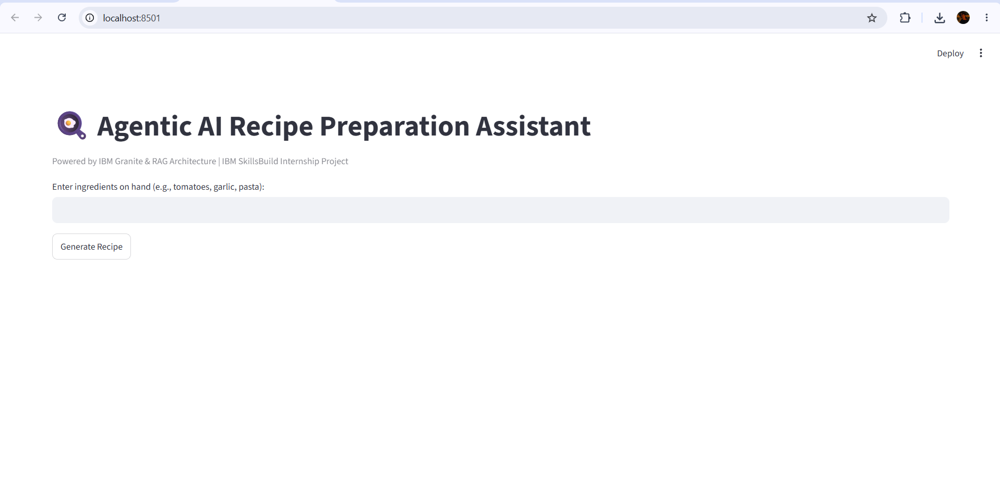 localhost:8501
Deploy
Agentic AI Recipe Preparation Assistant
Powered by IBM Granite & RAG Architecture | IBM SkillsBuild Internship Project
Enter ingredients on hand (e.g., tomatoes, garlic, pasta):
Generate Recipe